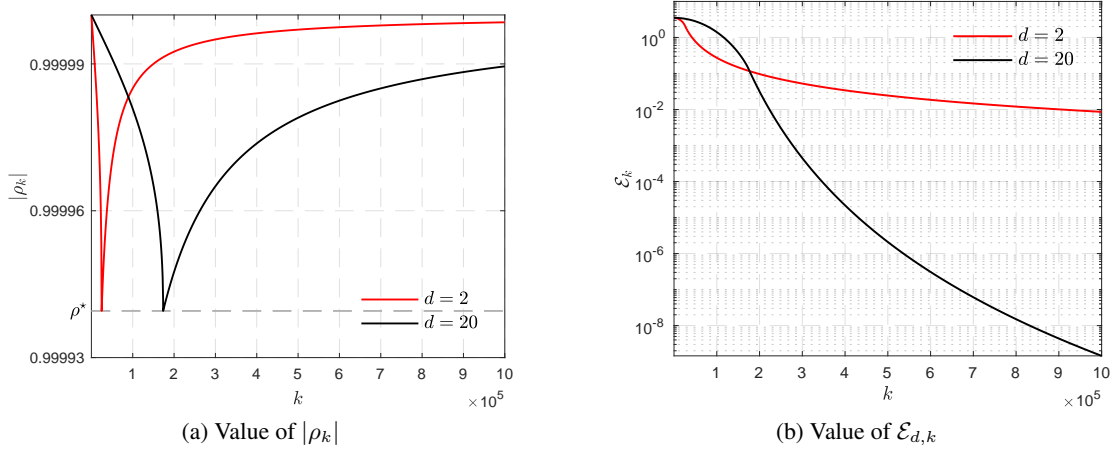 0.99999
0.99996
ρ*
0.99993
|ρ_k|
d = 2
d = 20
1 2 3 4 5 6 7 8 9 10
k
×10^5
(a) Value of |ρ_k|
10^0
10^-2
10^-4
10^-6
10^-8
ℰ_k
d = 2
d = 20
1 2 3 4 5 6 7 8 9 10
k
×10^5
(b) Value of ℰ_{d,k}